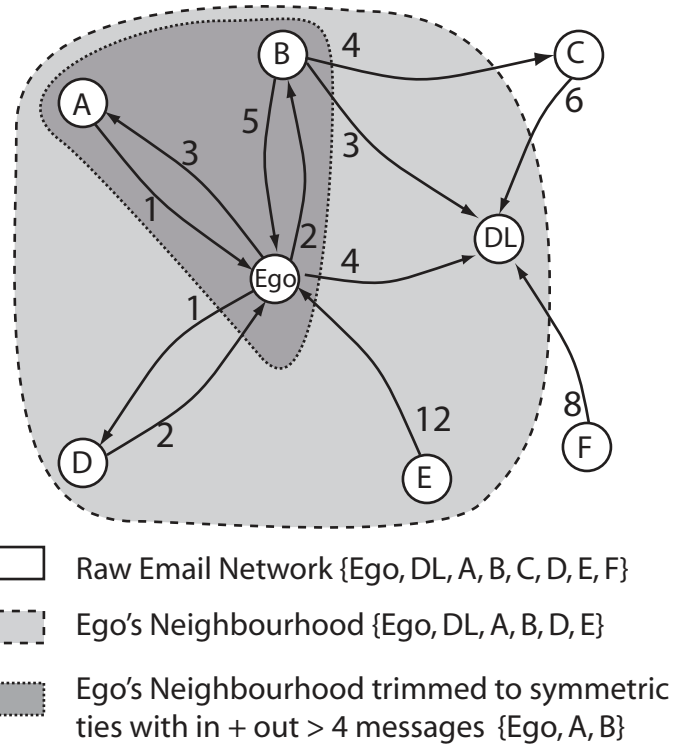 B
4
C
A
6
5
3
3
1
DL
2
4
Ego
1
12
8
2
F
D
E
Raw Email Network {Ego, DL, A, B, C, D, E, F}
Ego's Neighbourhood {Ego, DL, A, B, D, E}
Ego's Neighbourhood trimmed to symmetric
ties with in + out > 4 messages {Ego, A, B}